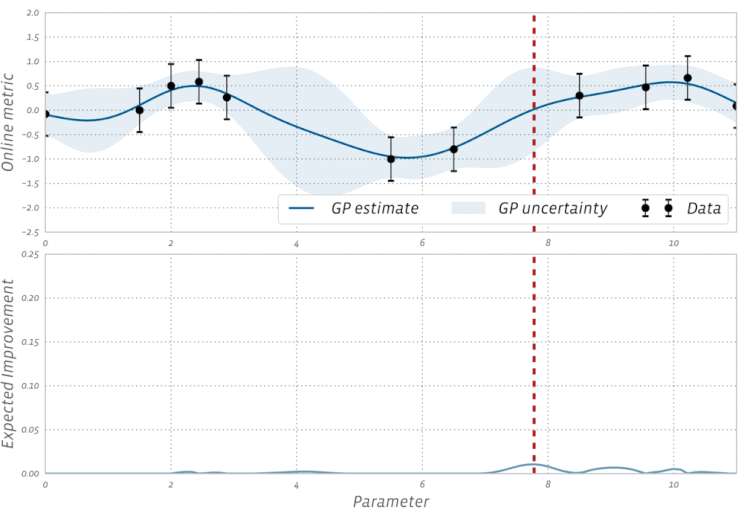 2.0
1.5
1.0
0.5
0.0
−0.5
−1.0
−1.5
−2.0
−2.5
Online metric
GP estimate GP uncertainty Data
0 2 4 6 8 10
0.25
0.20
0.15
0.10
0.05
0.00
Expected Improvement
0 2 4 6 8 10
Parameter